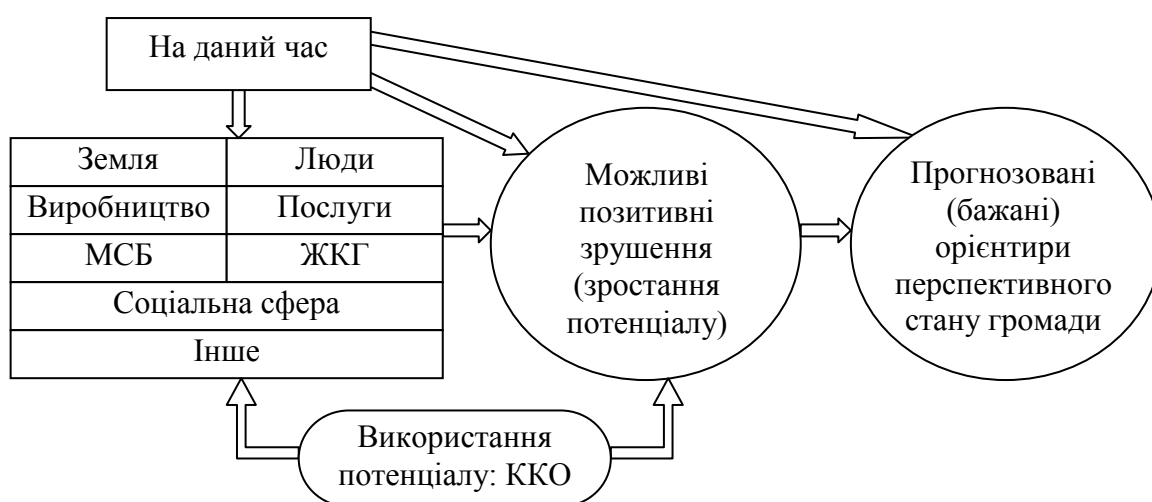 На даний час
Земля
Люди
Виробництво
Послуги
МСБ
ЖКГ
Соціальна сфера
Інше
Можливі
позитивні
зрушення
(зростання
потенціалу)
Прогнозовані
(бажані)
орієнтири
перспективного
стану громади
Використання
потенціалу: ККО